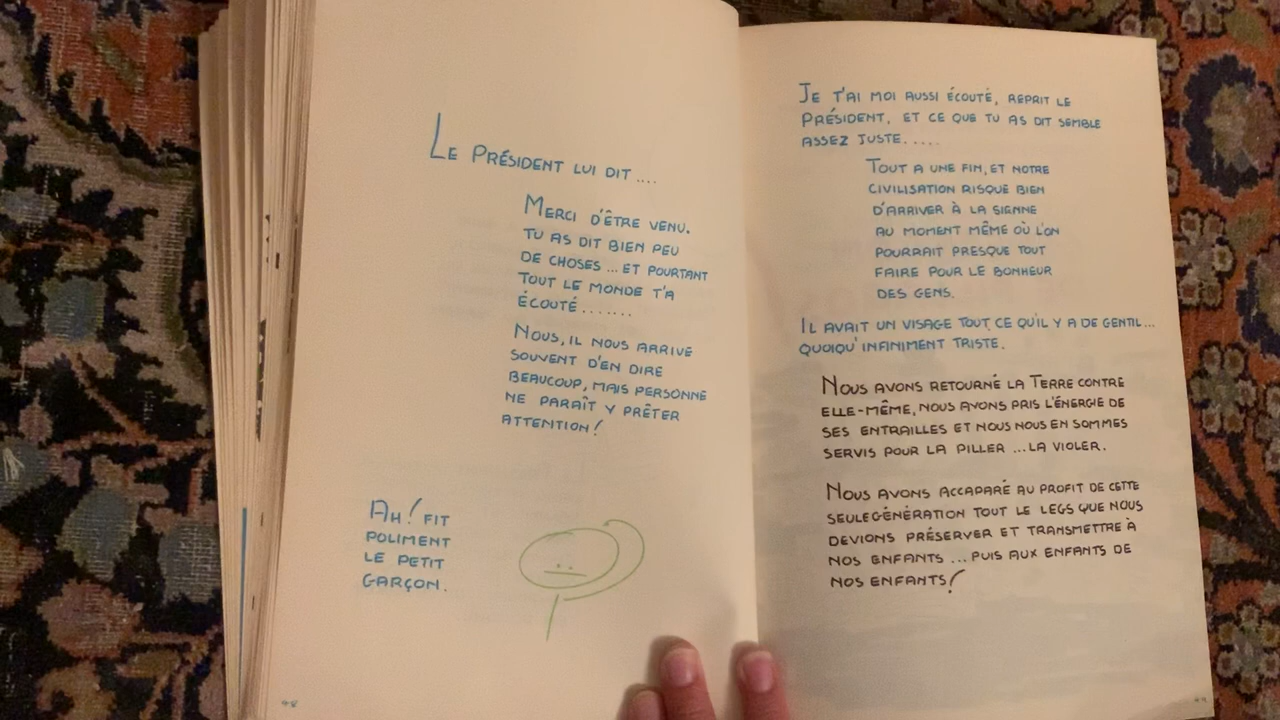 Le Président lui dit ....
Merci d'être venu.
Tu as dit bien peu
de choses ... et pourtant
tout le monde t'a
écouté .......
Nous, il nous arrive
souvent d'en dire
beaucoup, mais personne
ne paraît y prêter
attention !
Ah ! fit
poliment
le petit
garçon.
48
Je t'ai moi aussi écouté, reprit le
Président, et ce que tu as dit semble
assez juste.....
Tout a une fin, et notre
civilisation risque bien
d'arriver à la sienne
au moment même où l'on
pourrait presque tout
faire pour le bonheur
des gens.
Il avait un visage tout ce qu'il y a de gentil...
quoiqu'infiniment triste.
Nous avons retourné la Terre contre
elle-même, nous avons pris l'énergie de
ses entrailles et nous nous en sommes
servis pour la piller ... la violer.
Nous avons accaparé au profit de cette
seule génération tout le legs que nous
devions préserver et transmettre à
nos enfants ... puis aux enfants de
nos enfants !